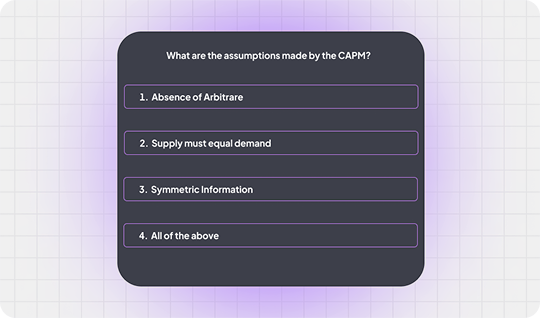 What are the assumptions made by the CAPM?
1. Absence of Arbitrare
2. Supply must equal demand
3. Symmetric Information
4. All of the above